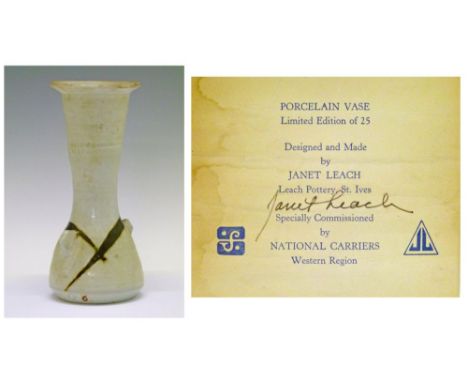 PORCELAIN VASE
Limited Edition of 25
Designed and Made
by
JANET LEACH
Leach Pottery, St. Ives
Janet Leach
Specially Commissioned
by
NATIONAL CARRIERS
Western Region
JL